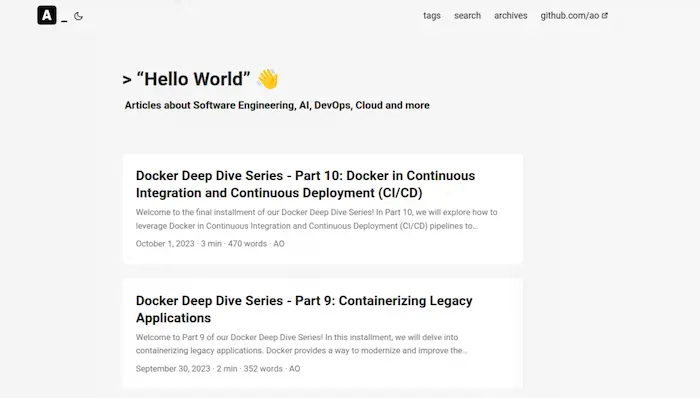 A _
tags search archives github.com/ao
> “Hello World” 👋
Articles about Software Engineering, AI, DevOps, Cloud and more
Docker Deep Dive Series - Part 10: Docker in Continuous
Integration and Continuous Deployment (CI/CD)
Welcome to the final installment of our Docker Deep Dive Series! In Part 10, we will explore how to
leverage Docker in Continuous Integration and Continuous Deployment (CI/CD) pipelines to…
October 1, 2023 · 3 min · 470 words · AO
Docker Deep Dive Series - Part 9: Containerizing Legacy
Applications
Welcome to Part 9 of our Docker Deep Dive Series! In this installment, we will delve into
containerizing legacy applications. Docker provides a way to modernize and improve the…
September 30, 2023 · 2 min · 352 words · AO